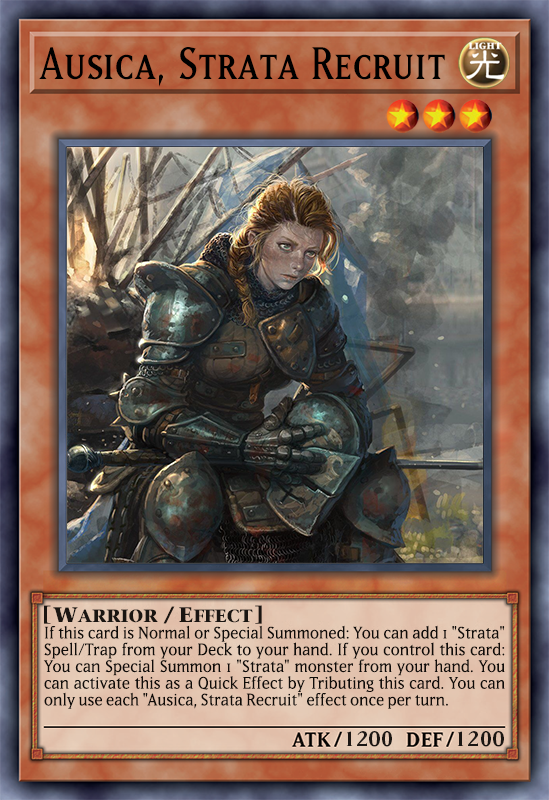 Ausica, Strata Recruit
LIGHT
光
[Warrior / Effect]
If this card is Normal or Special Summoned: You can add 1 "Strata"
Spell/Trap from your Deck to your hand. If you control this card:
You can Special Summon 1 "Strata" monster from your hand. You
can activate this as a Quick Effect by Tributing this card. You can
only use each "Ausica, Strata Recruit" effect once per turn.
ATK/1200 DEF/1200